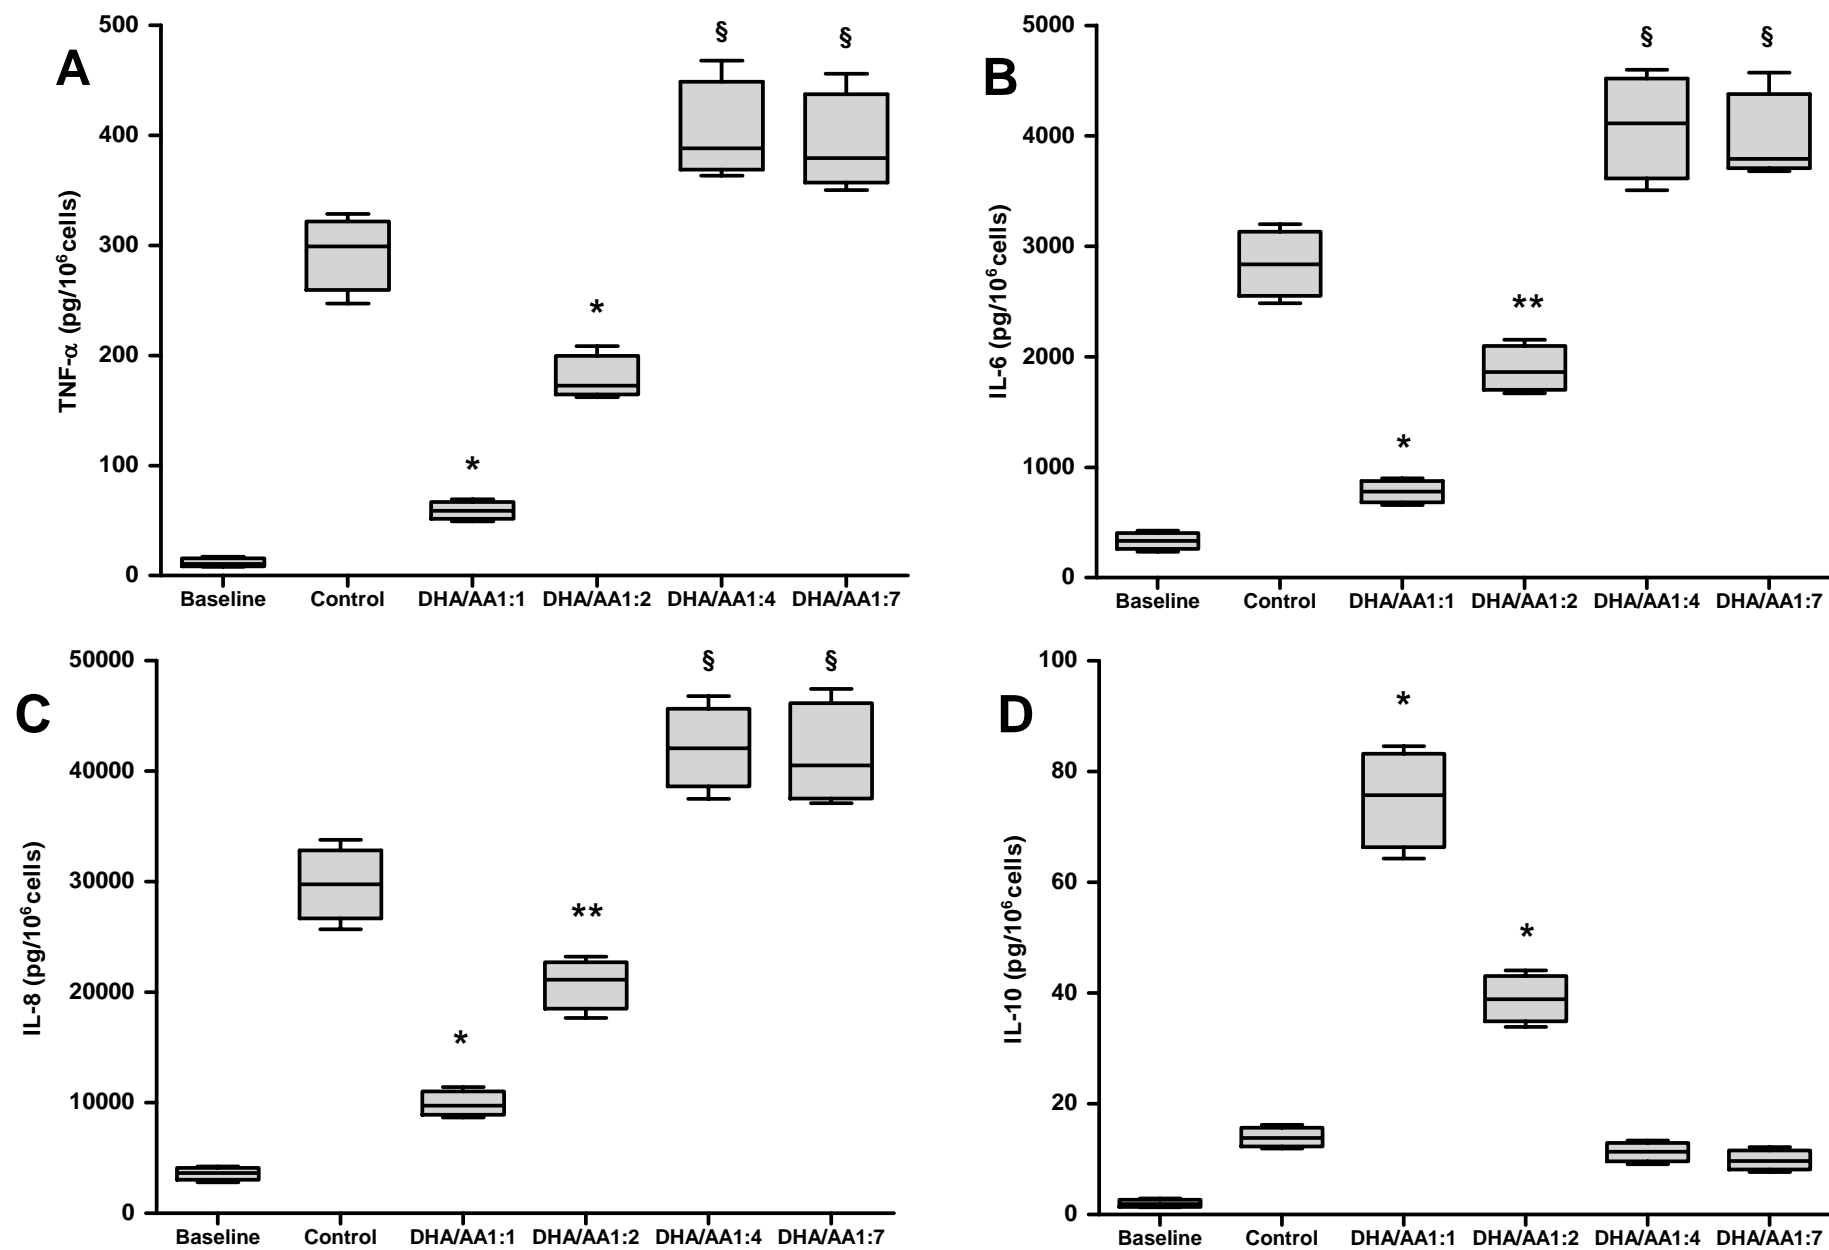 A
TNF-α (pg/10⁶cells)
500
400
300
200
100
0
§ §
*
*
Baseline Control DHA/AA1:1 DHA/AA1:2 DHA/AA1:4 DHA/AA1:7
B
IL-6 (pg/10⁶cells)
5000
4000
3000
2000
1000
0
§ §
**
*
Baseline Control DHA/AA1:1 DHA/AA1:2 DHA/AA1:4 DHA/AA1:7
C
IL-8 (pg/10⁶cells)
50000
40000
30000
20000
10000
0
§ §
**
*
Baseline Control DHA/AA1:1 DHA/AA1:2 DHA/AA1:4 DHA/AA1:7
D
IL-10 (pg/10⁶cells)
100
80
60
40
20
0
*
*
Baseline Control DHA/AA1:1 DHA/AA1:2 DHA/AA1:4 DHA/AA1:7